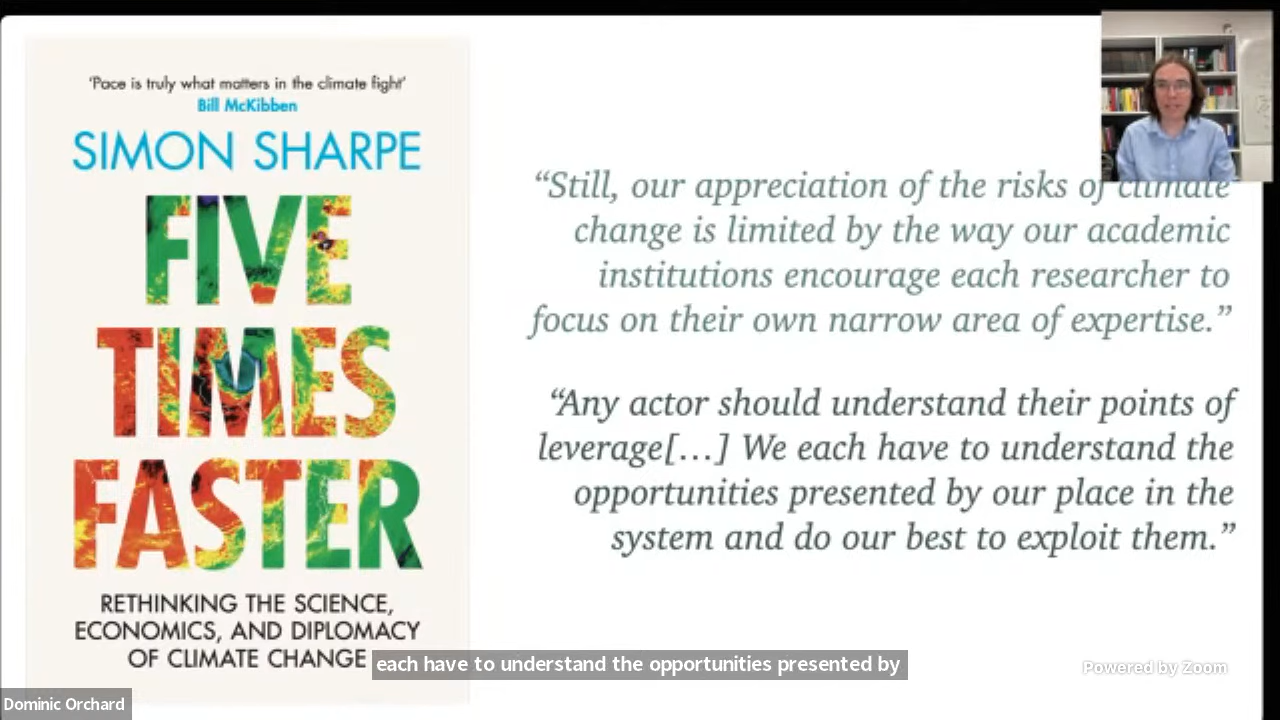 ‘Pace is truly what matters in the climate fight’
Bill McKibben
SIMON SHARPE
FIVE
TIMES
FASTER
RETHINKING THE SCIENCE,
ECONOMICS, AND DIPLOMACY
OF CLIMATE CHANGE
“Still, our appreciation of the risks of climate
change is limited by the way our academic
institutions encourage each researcher to
focus on their own narrow area of expertise.”
“Any actor should understand their points of
leverage[…] We each have to understand the
opportunities presented by our place in the
system and do our best to exploit them.”
each have to understand the opportunities presented by
Powered by Zoom
Dominic Orchard